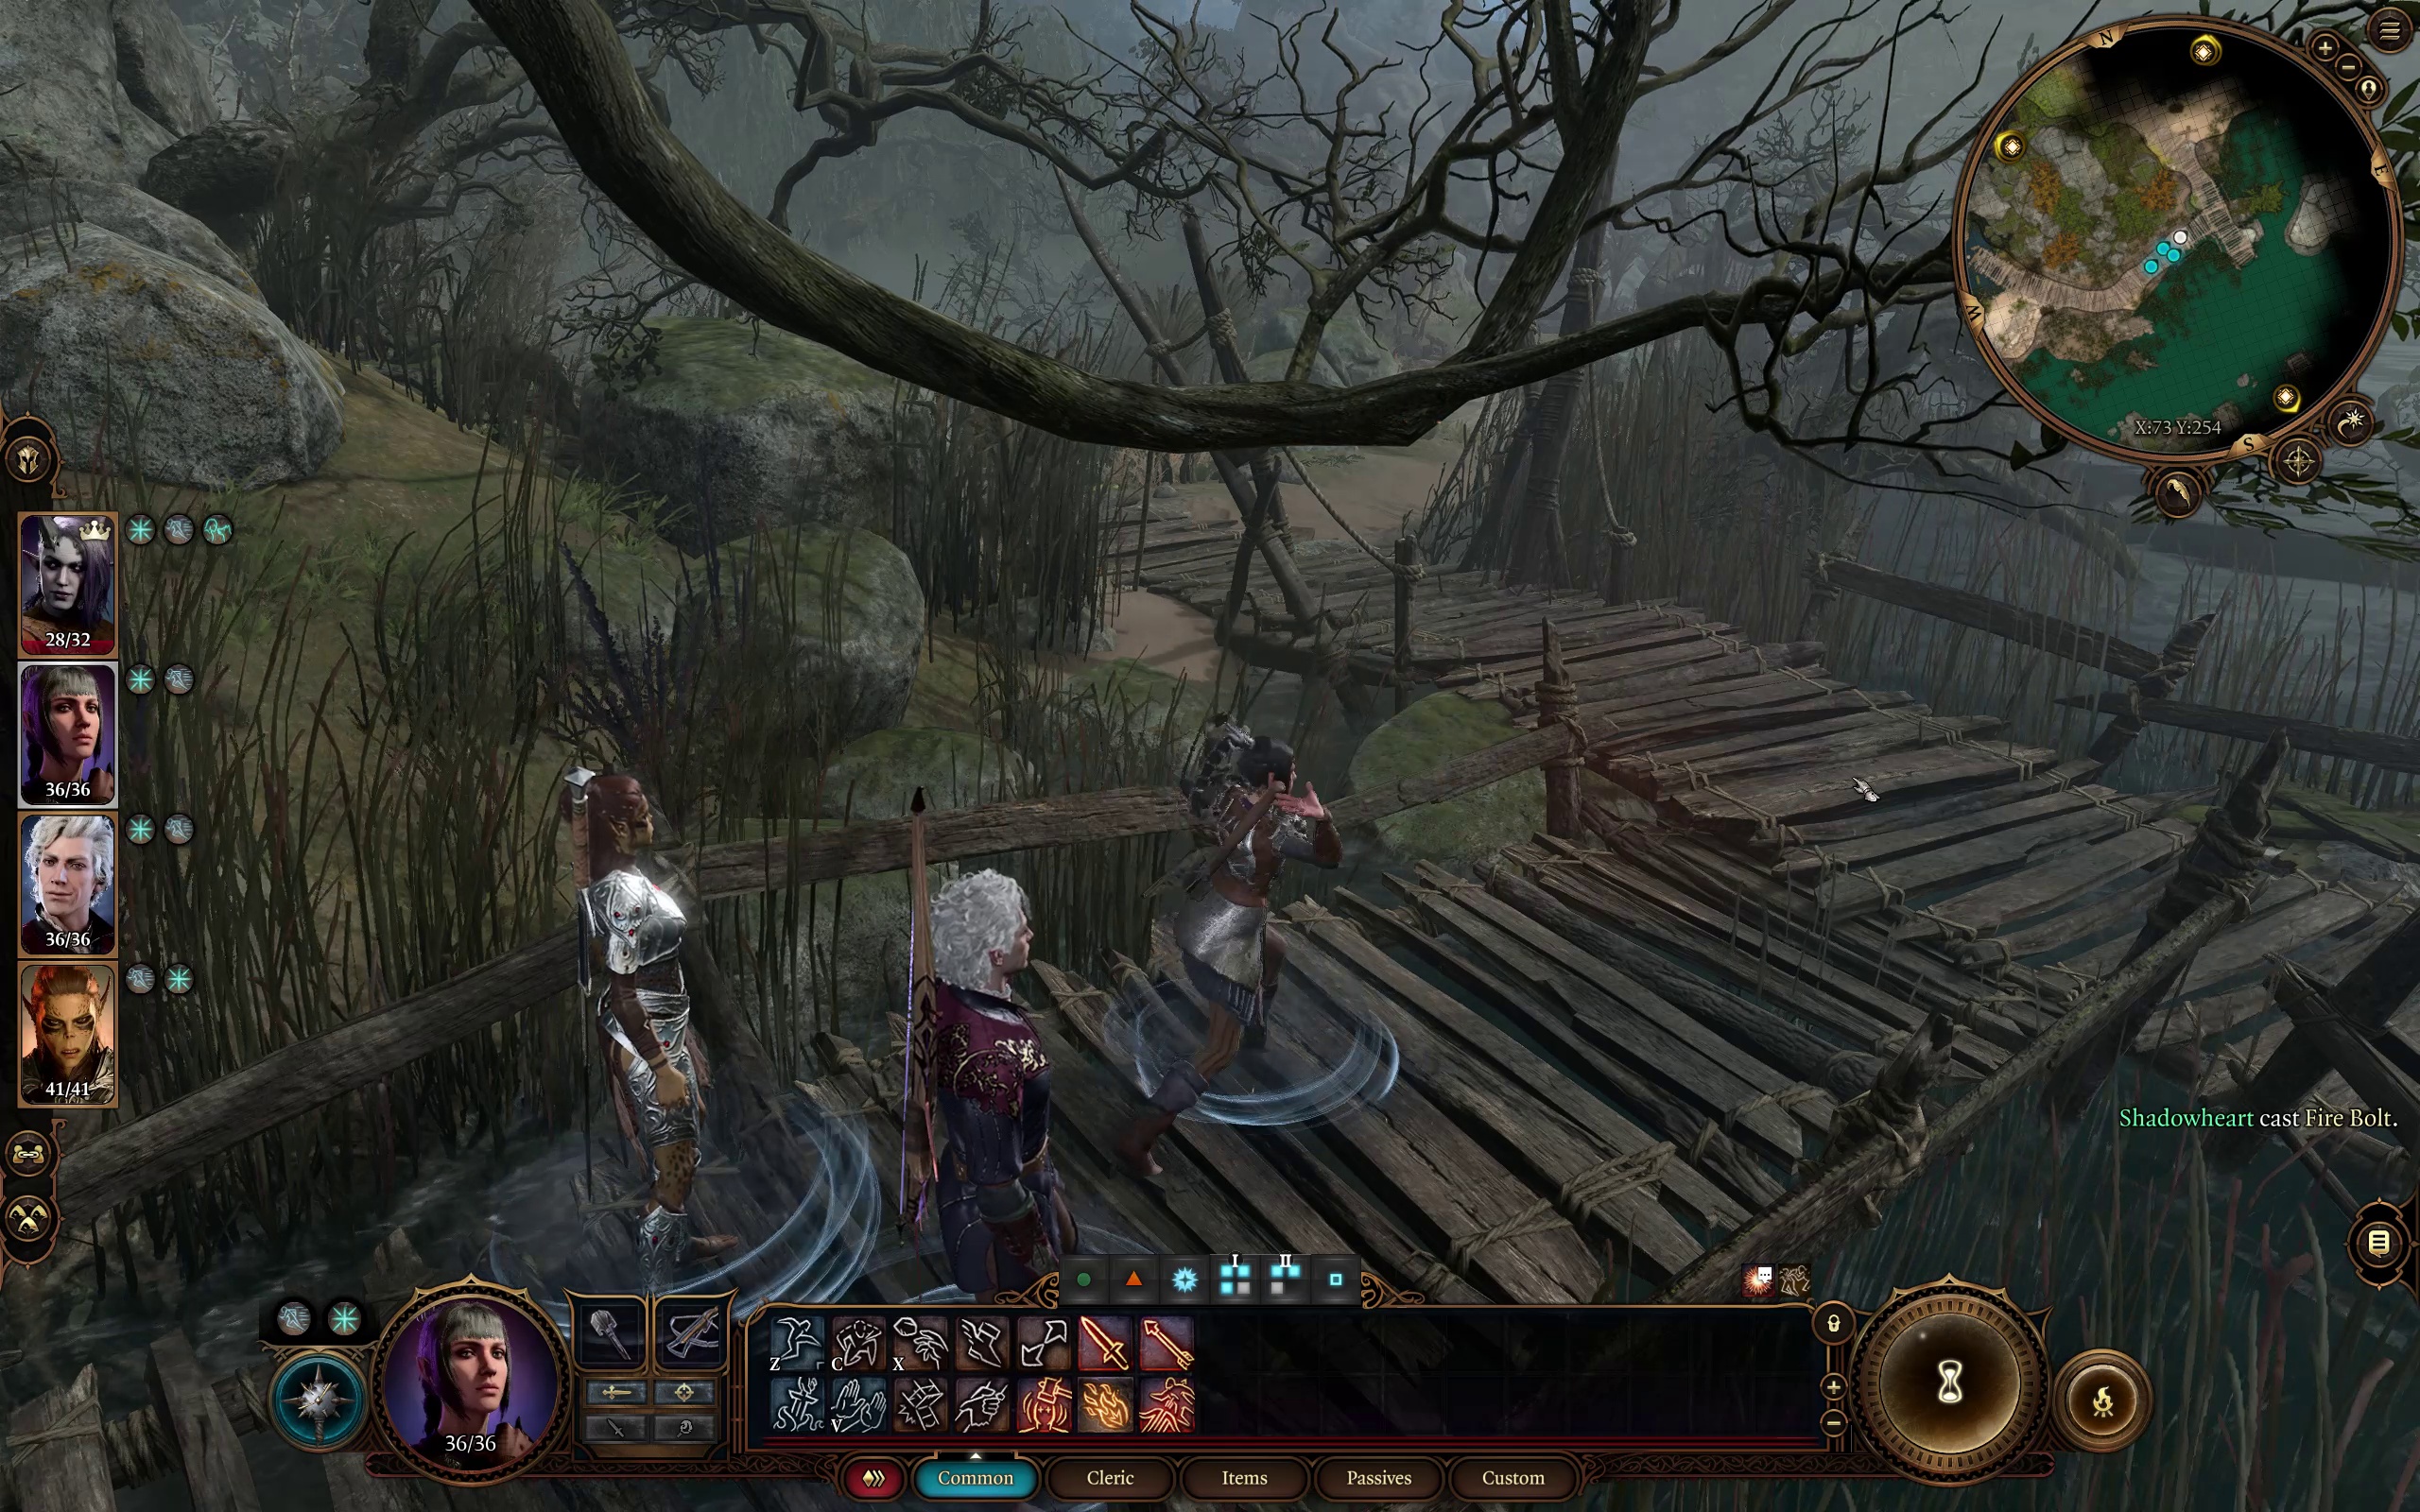 N
E
W
S
X:73 Y:254
28/32
36/36
36/36
41/41
Shadowheart cast Fire Bolt.
I
II
Z
C
X
V
36/36
Common
Cleric
Items
Passives
Custom